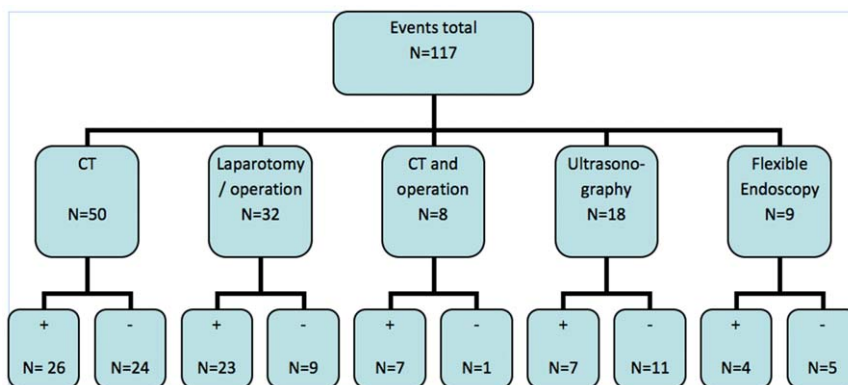 Events total
N=117
CT
N=50
Laparotomy
/ operation
N=32
CT and
operation
N=8
Ultrasono-
graphy
N=18
Flexible
Endoscopy
N=9
+
N= 26
-
N=24
+
N=23
-
N=9
+
N=7
-
N=1
+
N=7
-
N=11
+
N=4
-
N=5